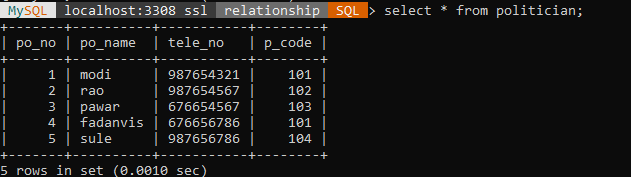 MySQL localhost:3308 ssl relationship SQL > select * from politician;
+-------+----------+-----------+--------+
| po_no | po_name  | tele_no   | p_code |
+-------+----------+-----------+--------+
|     1 | modi     | 987654321 |    101 |
|     2 | rao      | 987654567 |    102 |
|     3 | pawar    | 676654567 |    103 |
|     4 | fadanvis | 676656786 |    101 |
|     5 | sule     | 987656786 |    104 |
+-------+----------+-----------+--------+
5 rows in set (0.0010 sec)